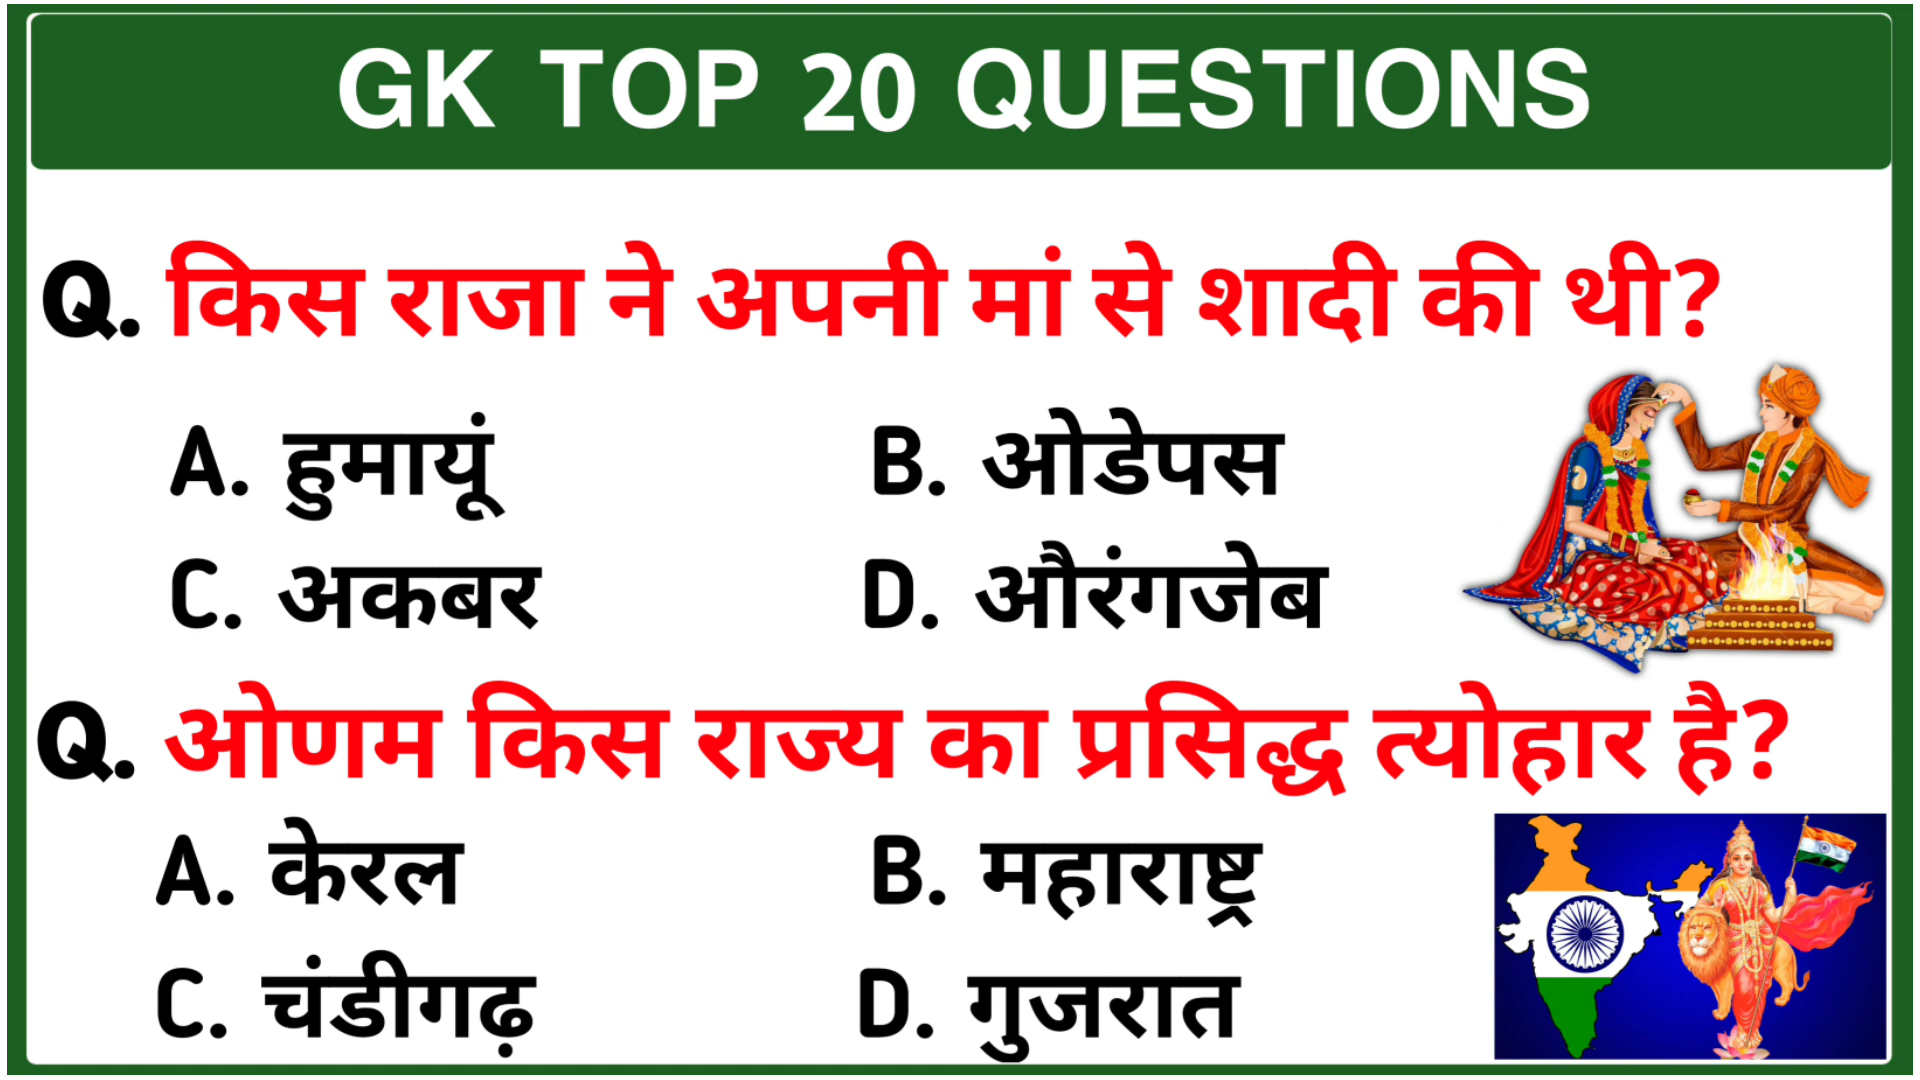 GK TOP 20 QUESTIONS
Q. किस राजा ने अपनी मां से शादी की थी?
A. हुमायूं B. ओडेपस
C. अकबर D. औरंगजेब
Q. ओणम किस राज्य का प्रसिद्ध त्योहार है?
A. केरल B. महाराष्ट्र
C. चंडीगढ़ D. गुजरात